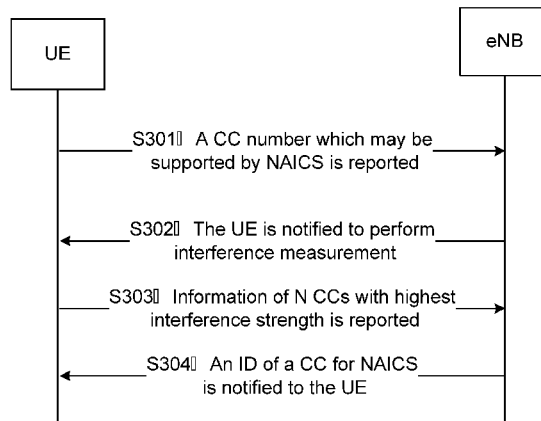 UE
eNB
S301▯ A CC number which may be
supported by NAICS is reported
S302▯ The UE is notified to perform
interference measurement
S303▯ Information of N CCs with highest
interference strength is reported
S304▯ An ID of a CC for NAICS
is notified to the UE